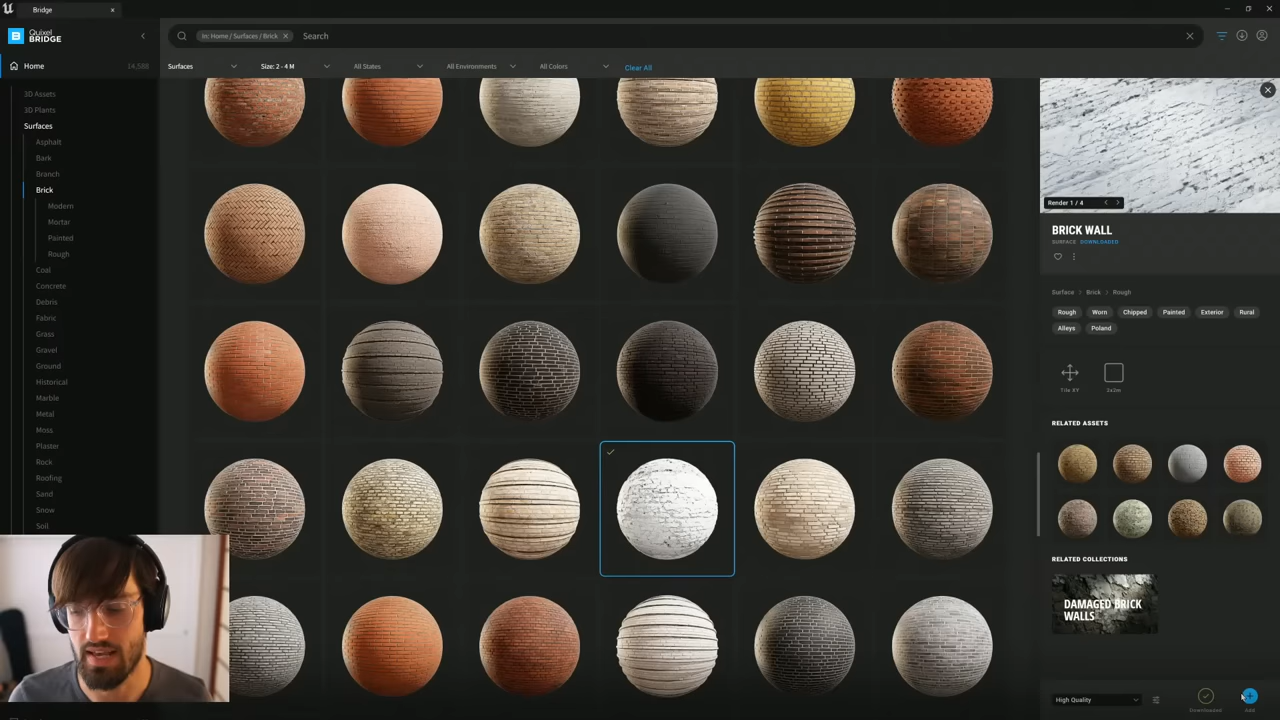 Bridge
Quixel
BRIDGE
In: Home / Surfaces / Brick
Search
Home
14,588
Surfaces
Size: 2 - 4 M
All States
All Environments
All Colors
Clear All
3D Assets
3D Plants
Surfaces
Asphalt
Bark
Branch
Brick
Modern
Mortar
Painted
Rough
Coal
Concrete
Debris
Fabric
Grass
Gravel
Ground
Historical
Marble
Metal
Moss
Plaster
Rock
Roofing
Sand
Snow
Soil
Render 1 / 4
BRICK WALL
SURFACE DOWNLOADED
Surface > Brick > Rough
Rough Worn Chipped Painted Exterior Rural
Alleys Poland
Tile XY
2x2m
RELATED ASSETS
RELATED COLLECTIONS
DAMAGED BRICK
WALLS
High Quality
Downloaded
Add